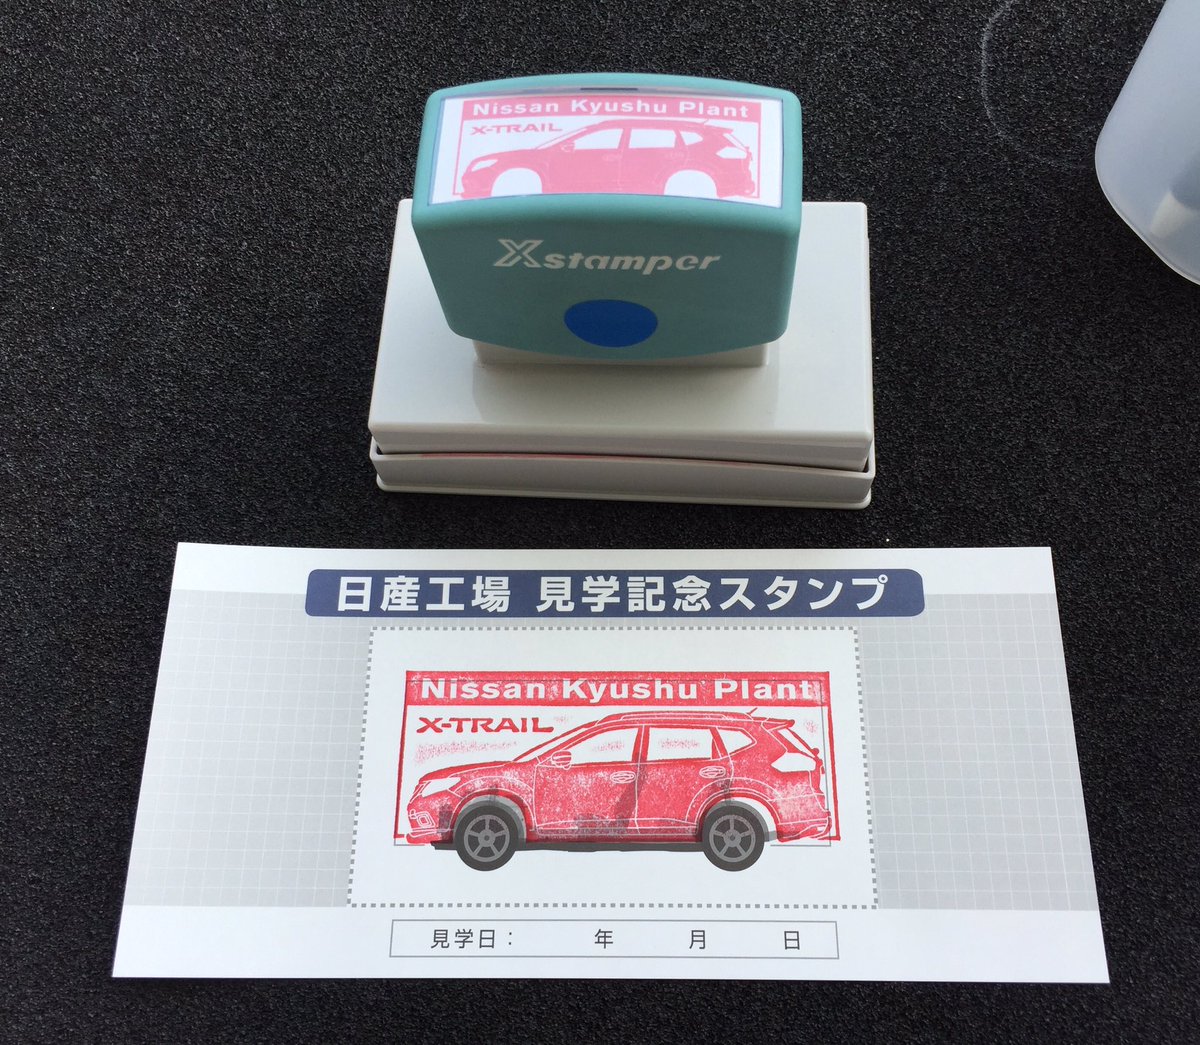 Nissan Kyushu Plant
X-TRAIL
Xstamper
日産工場 見学記念スタンプ
Nissan Kyushu Plant
X-TRAIL
見学日： 年 月 日